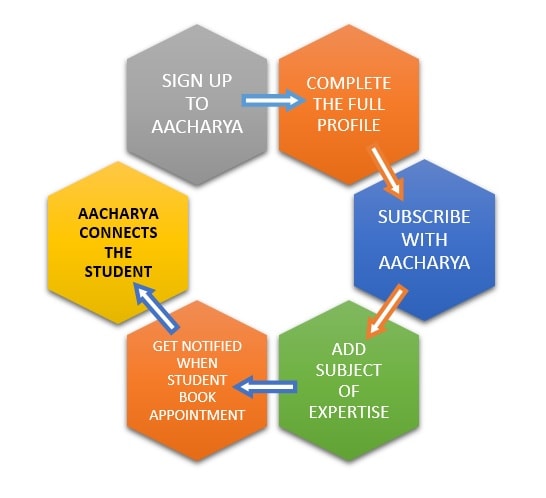 SIGN UP
TO
AACHARYA
COMPLETE
THE FULL
PROFILE
SUBSCRIBE
WITH
AACHARYA
ADD
SUBJECT
OF
EXPERTISE
GET NOTIFIED
WHEN
STUDENT
BOOK
APPOINTMENT
AACHARYA
CONNECTS
THE
STUDENT